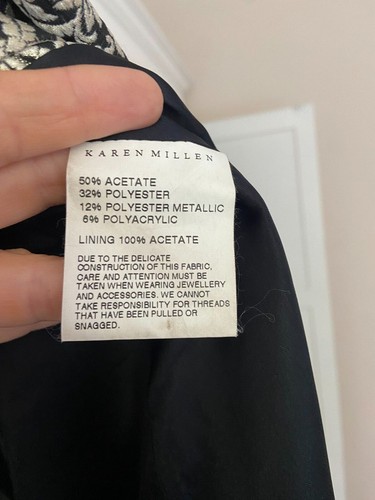 KAREN MILLEN
50% ACETATE
32% POLYESTER
12% POLYESTER METALLIC
6% POLYACRYLIC
LINING 100% ACETATE
DUE TO THE DELICATE
CONSTRUCTION OF THIS FABRIC,
CARE AND ATTENTION MUST BE
TAKEN WHEN WEARING JEWELLERY
AND ACCESSORIES. WE CANNOT
TAKE RESPONSIBILITY FOR THREADS
THAT HAVE BEEN PULLED OR
SNAGGED.